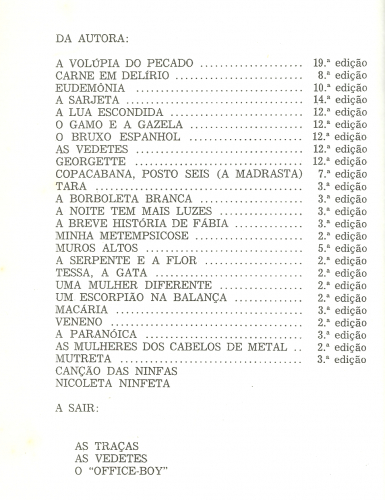 DA AUTORA:
A VOLÚPIA DO PECADO ................... 19.ª edição
CARNE EM DELÍRIO ...................... 8.ª edição
EUDEMÔNIA ............................. 10.ª edição
A SARJETA ............................. 14.ª edição
A LUA ESCONDIDA ....................... 12.ª edição
O GAMO E A GAZELA ..................... 12.ª edição
O BRUXO ESPANHOL ...................... 12.ª edição
AS VEDETES ............................ 12.ª edição
GEORGETTE ............................. 12.ª edição
COPACABANA, POSTO SEIS (A MADRASTA) 7.ª edição
TARA .................................. 3.ª edição
A BORBOLETA BRANCA .................... 3.ª edição
A NOITE TEM MAIS LUZES ................ 3.ª edição
A BREVE HISTÓRIA DE FÁBIA ............. 3.ª edição
MINHA METEMPSICOSE .................... 2.ª edição
MUROS ALTOS ........................... 5.ª edição
A SERPENTE E A FLOR ................... 2.ª edição
TESSA, A GATA ......................... 2.ª edição
UMA MULHER DIFERENTE .................. 2.ª edição
UM ESCORPIÃO NA BALANÇA ............... 2.ª edição
MACÁRIA ............................... 3.ª edição
VENENO ................................ 2.ª edição
A PARANÓICA ........................... 3.ª edição
AS MULHERES DOS CABELOS DE METAL .. 2.ª edição
MUTRETA ............................... 3.ª edição
CANÇÃO DAS NINFAS
NICOLETA NINFETA
A SAIR:
AS TRAÇAS
AS VEDETES
O “OFFICE-BOY”